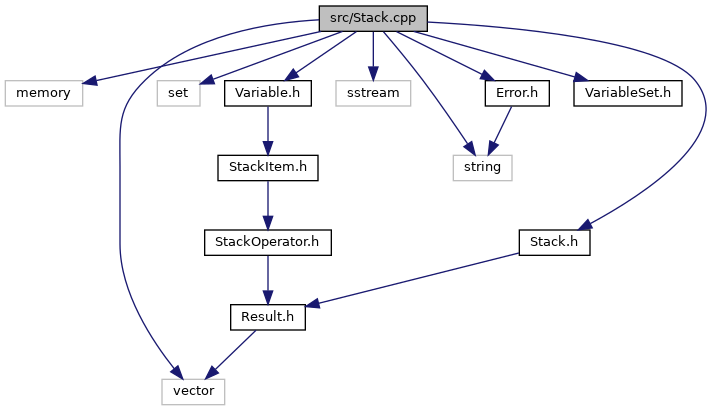 src/Stack.cpp
memory
set
Variable.h
sstream
Error.h
VariableSet.h
StackItem.h
string
StackOperator.h
Stack.h
Result.h
vector